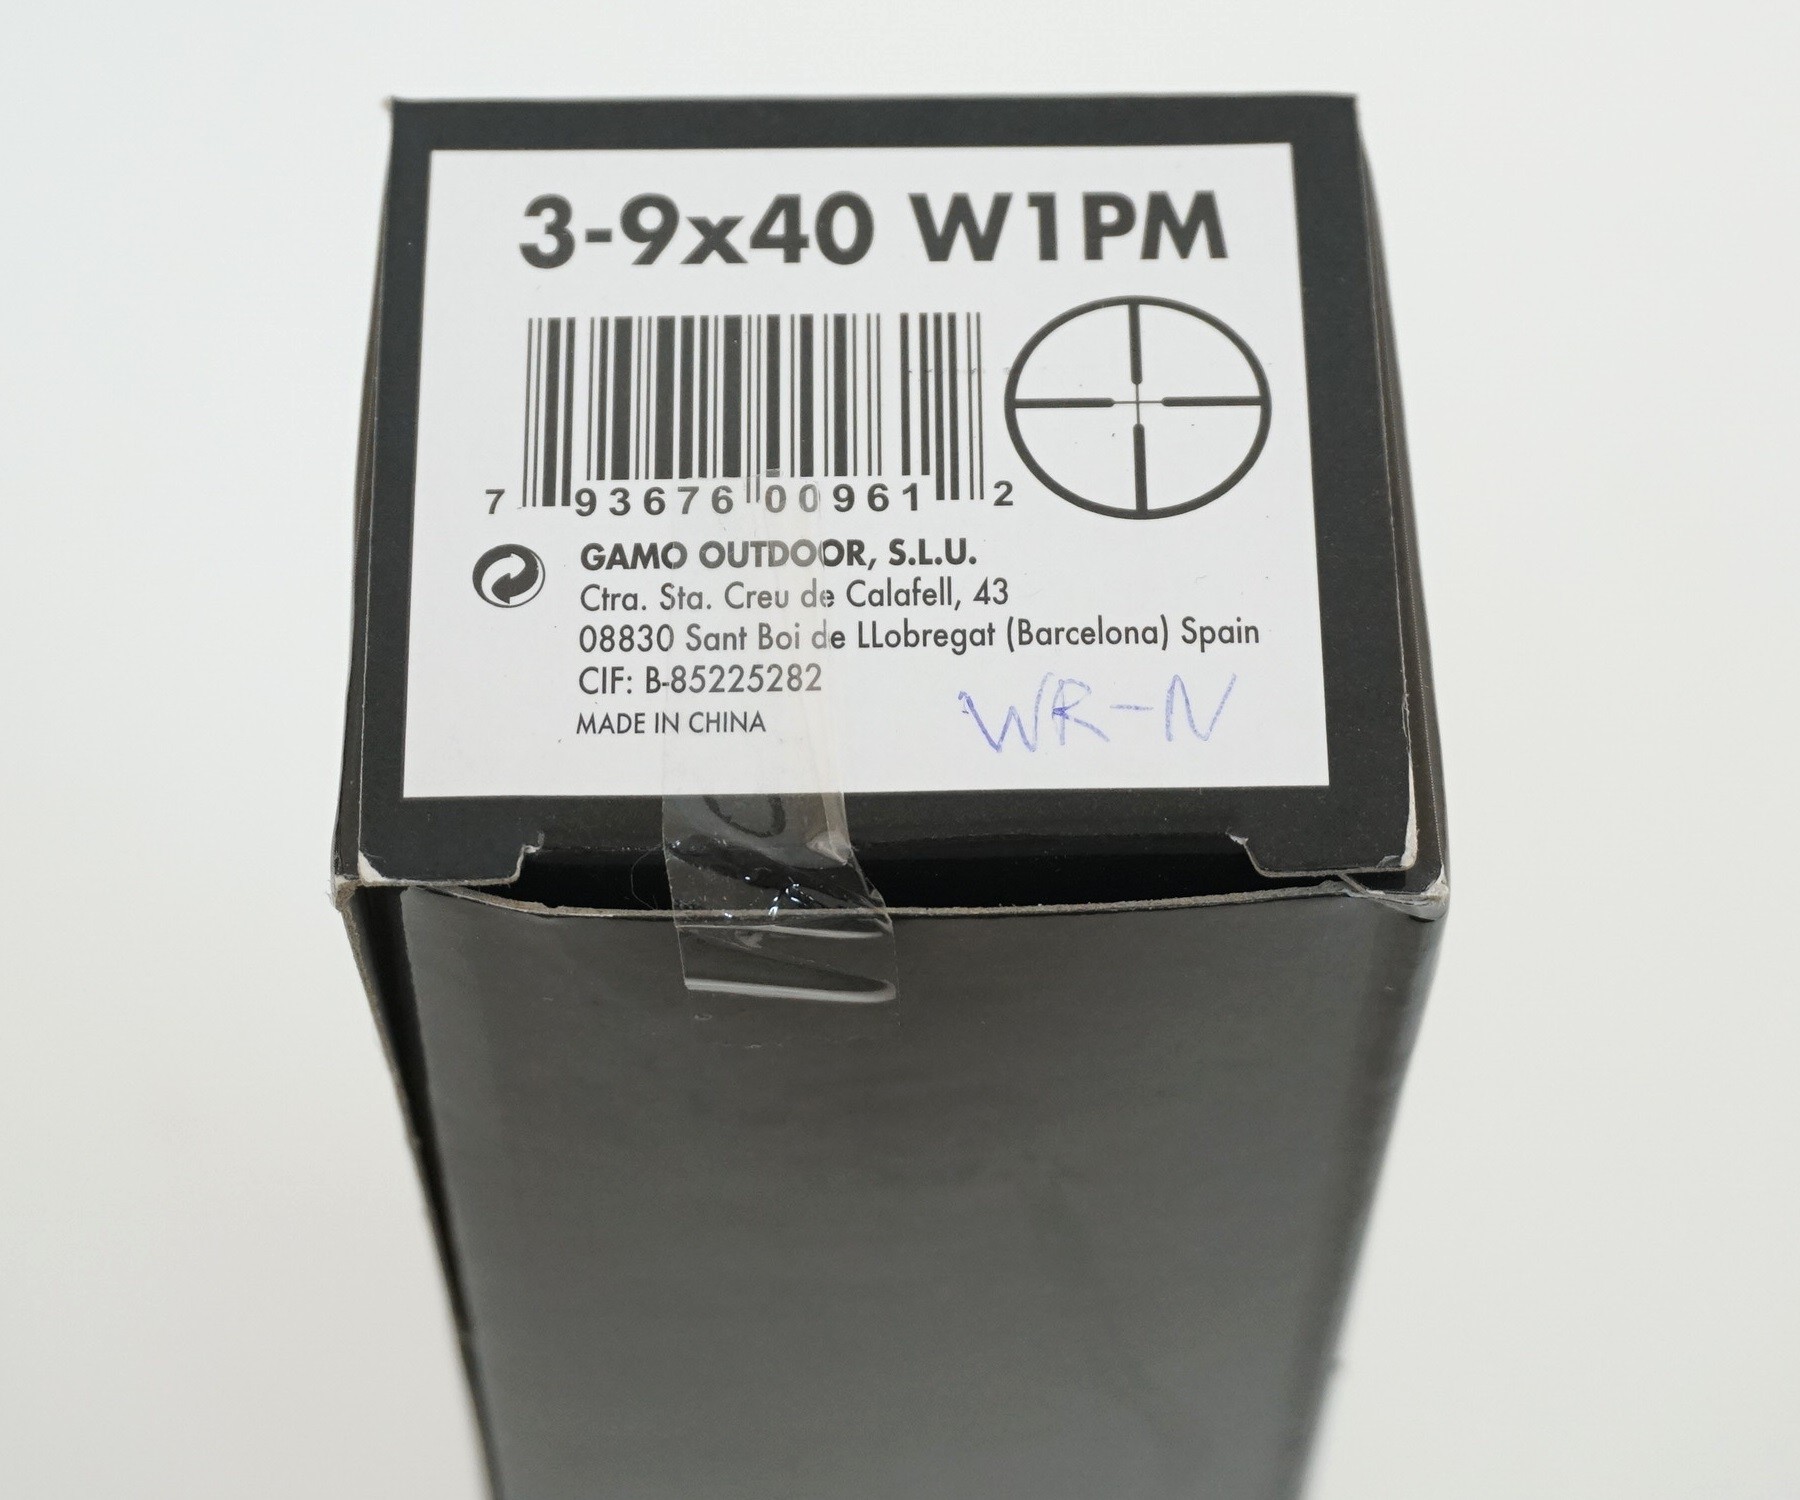 3-9x40 W1PM
7 93676 00961 2
GAMO OUTDOOR, S.L.U.
Ctra. Sta. Creu de Calafell, 43
08830 Sant Boi de LLobregat (Barcelona) Spain
CIF: B-85225282
MADE IN CHINA
WR-N